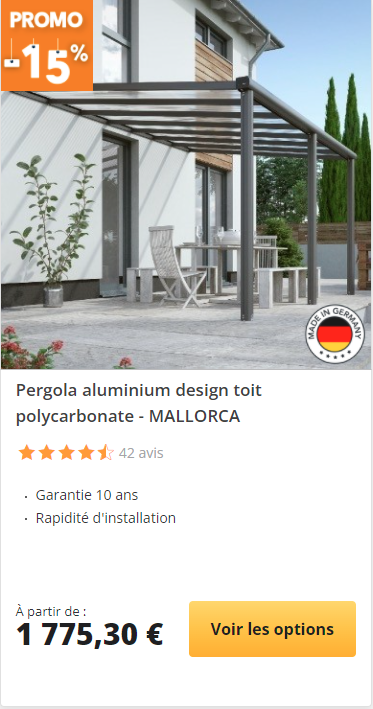 PROMO
-15%
MADE IN GERMANY
Pergola aluminium design toit
polycarbonate - MALLORCA
42 avis
· Garantie 10 ans
· Rapidité d'installation
À partir de :
1 775,30 €
Voir les options